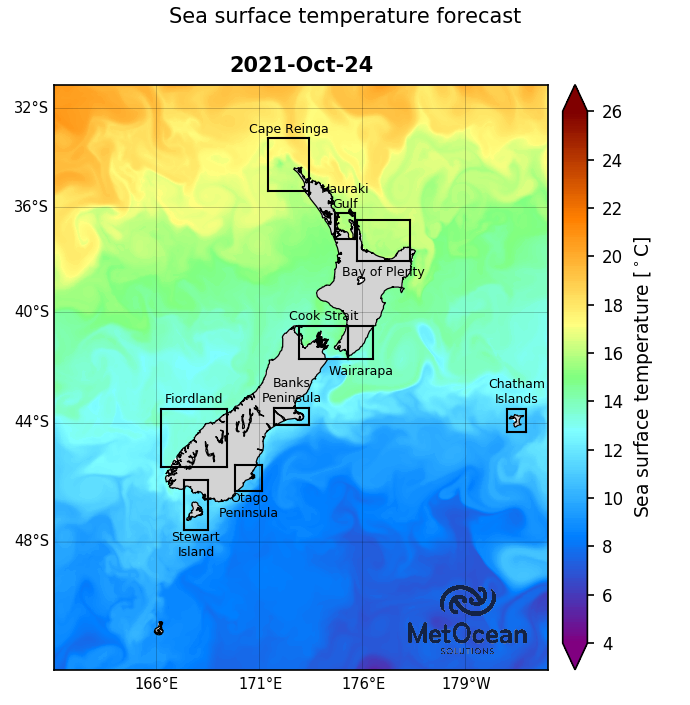 Sea surface temperature forecast
2021-Oct-24
32°S
36°S
40°S
44°S
48°S
166°E
171°E
176°E
179°W
Cape Reinga
Hauraki
Gulf
Bay of Plenty
Cook Strait
Wairarapa
Banks
Peninsula
Fiordland
Chatham
Islands
Otago
Peninsula
Stewart
Island
MetOcean
SOLUTIONS
26
24
22
20
18
16
14
12
10
8
6
4
Sea surface temperature [°C]